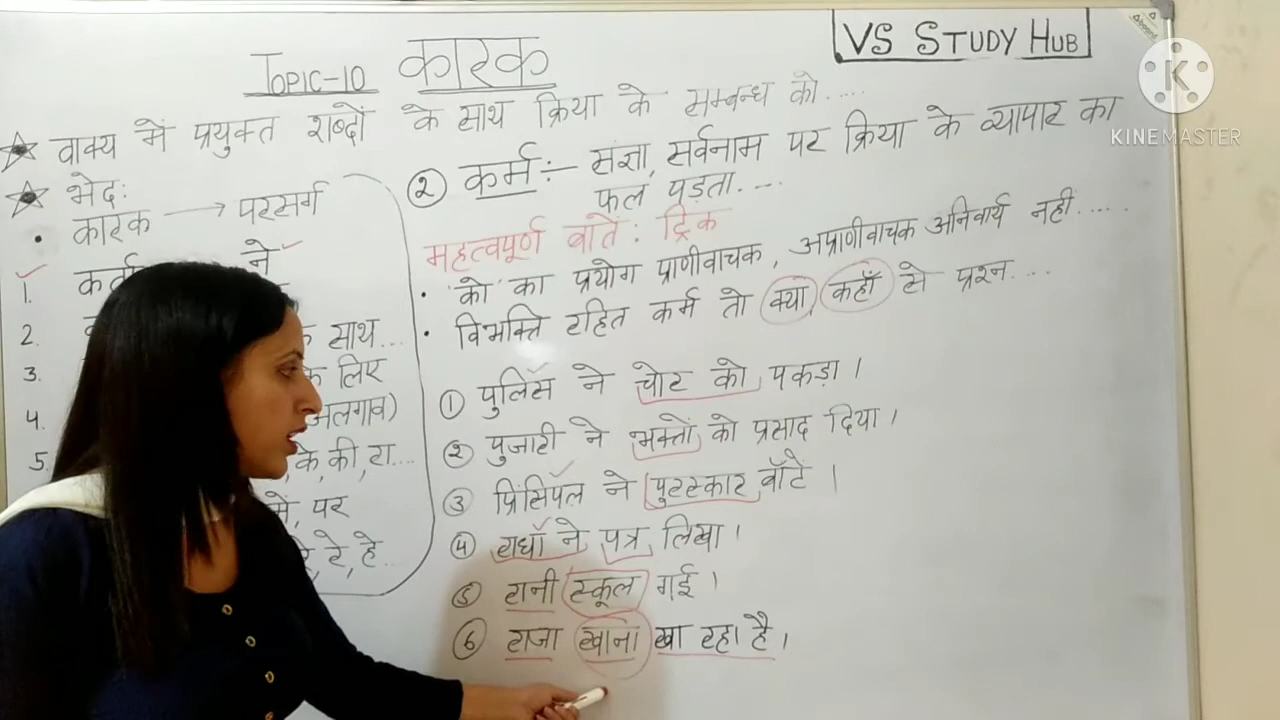 VS STUDY HUB
K
KINEMASTER
TOPIC-10 कारक
वाक्य में प्रयुक्त शब्दों के साथ क्रिया के सम्बन्ध को....
भेद:
कारक → परसर्ग
1. ने
2.
3. के साथ...
4. के लिए
5. अलगाव)
के, की, रा....
में, पर
रे, हे...
② कर्म :- संज्ञा, सर्वनाम पर क्रिया के व्यापार का
फल पड़ता....
महत्वपूर्ण बातें : ट्रिक
• 'को' का प्रयोग प्राणीवाचक, अप्राणीवाचक अनिवार्य नहीं.....
• विभक्ति रहित कर्म तो क्या कहाँ से प्रश्न....
① पुलिस ने चोर को पकड़ा।
② पुजारी ने भक्तों को प्रसाद दिया।
③ प्रिंसिपल ने पुरस्कार बाँटे।
④ राधा ने पत्र लिखा।
⑤ रानी स्कूल गई।
⑥ राजा खाना खा रहा है।